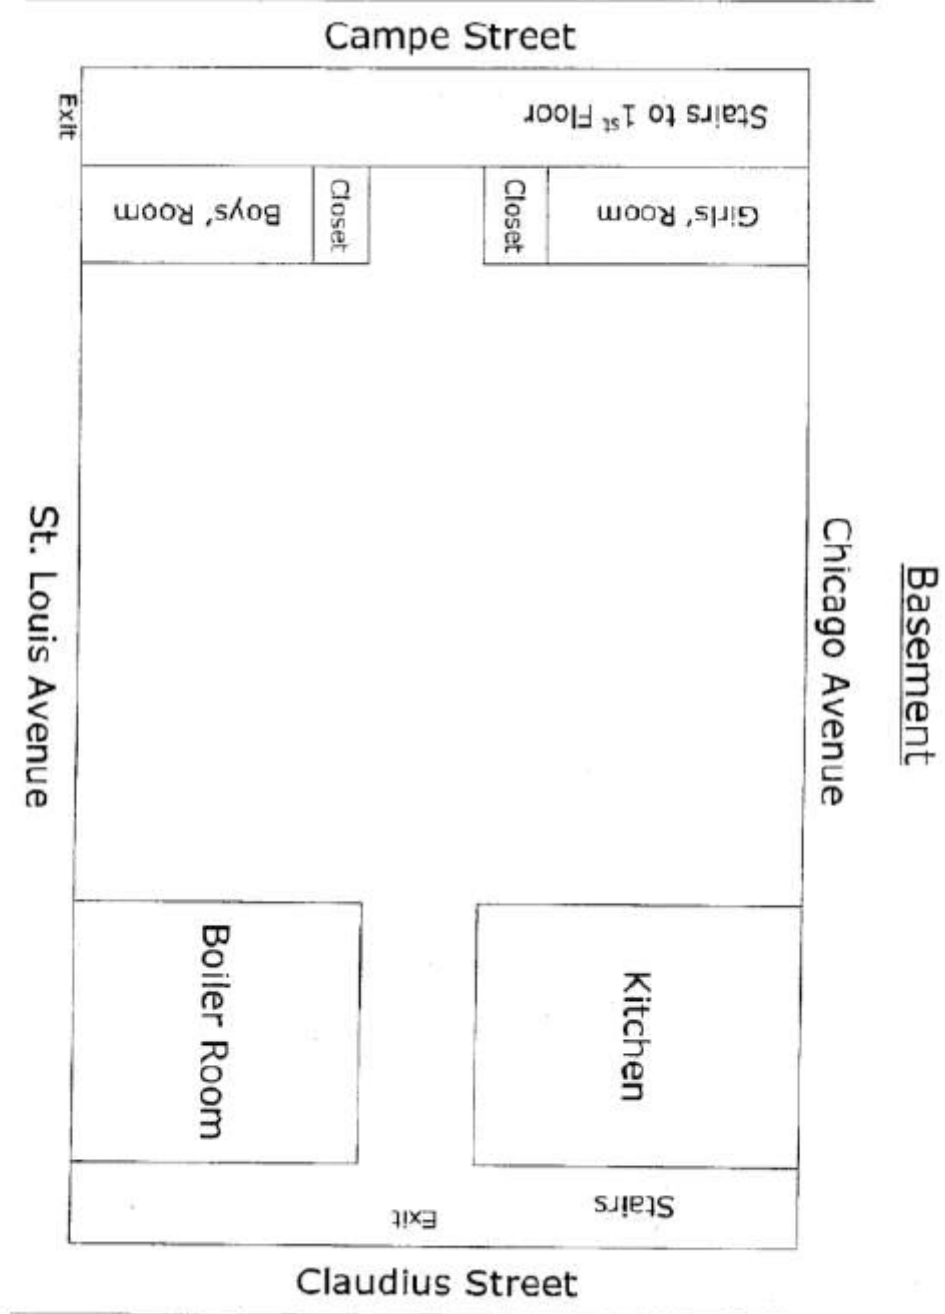 Campe Street
Exit
Stairs to 1st Floor
Boys' Room
Closet
Closet
Girls' Room
St. Louis Avenue
Chicago Avenue
Basement
Boiler Room
Kitchen
Exit
Stairs
Claudius Street